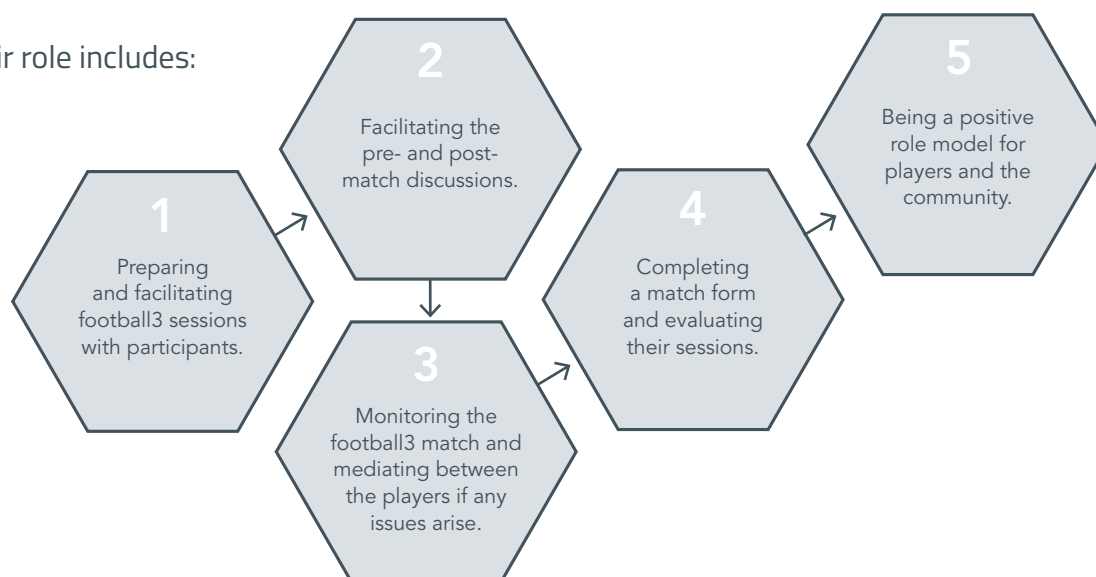 ir role includes:
1
Preparing
and facilitating
football3 sessions
with participants.
2
Facilitating the
pre- and post-
match discussions.
3
Monitoring the
football3 match and
mediating between
the players if any
issues arise.
4
Completing
a match form
and evaluating
their sessions.
5
Being a positive
role model for
players and the
community.